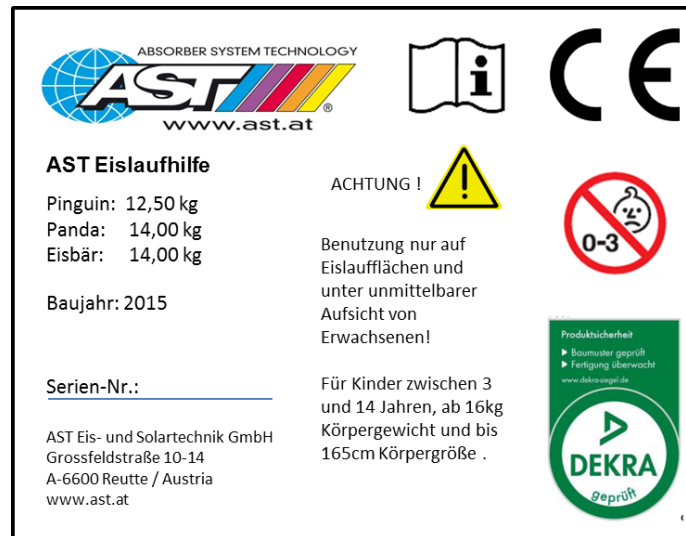 ABSORBER SYSTEM TECHNOLOGY
AST ®
www.ast.at
i
CE
AST Eislaufhilfe
Pinguin: 12,50 kg
Panda: 14,00 kg
Eisbär: 14,00 kg
Baujahr: 2015
Serien-Nr.:
AST Eis- und Solartechnik GmbH
Grossfeldstraße 10-14
A-6600 Reutte / Austria
www.ast.at
ACHTUNG !
!
Benutzung nur auf
Eislaufflächen und
unter unmittelbarer
Aufsicht von
Erwachsenen!
Für Kinder zwischen 3
und 14 Jahren, ab 16kg
Körpergewicht und bis
165cm Körpergröße .
0-3
Produktsicherheit
Baumuster geprüft
Fertigung überwacht
www.dekra-siegel.de
DEKRA
geprüft